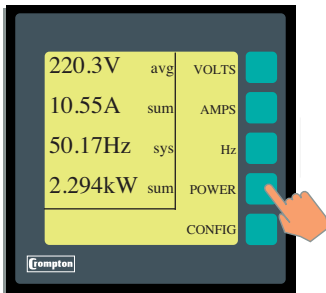 220.3V avg VOLTS
10.55A sum AMPS
50.17Hz sys Hz
2.294kW sum POWER
CONFIG
Crompton